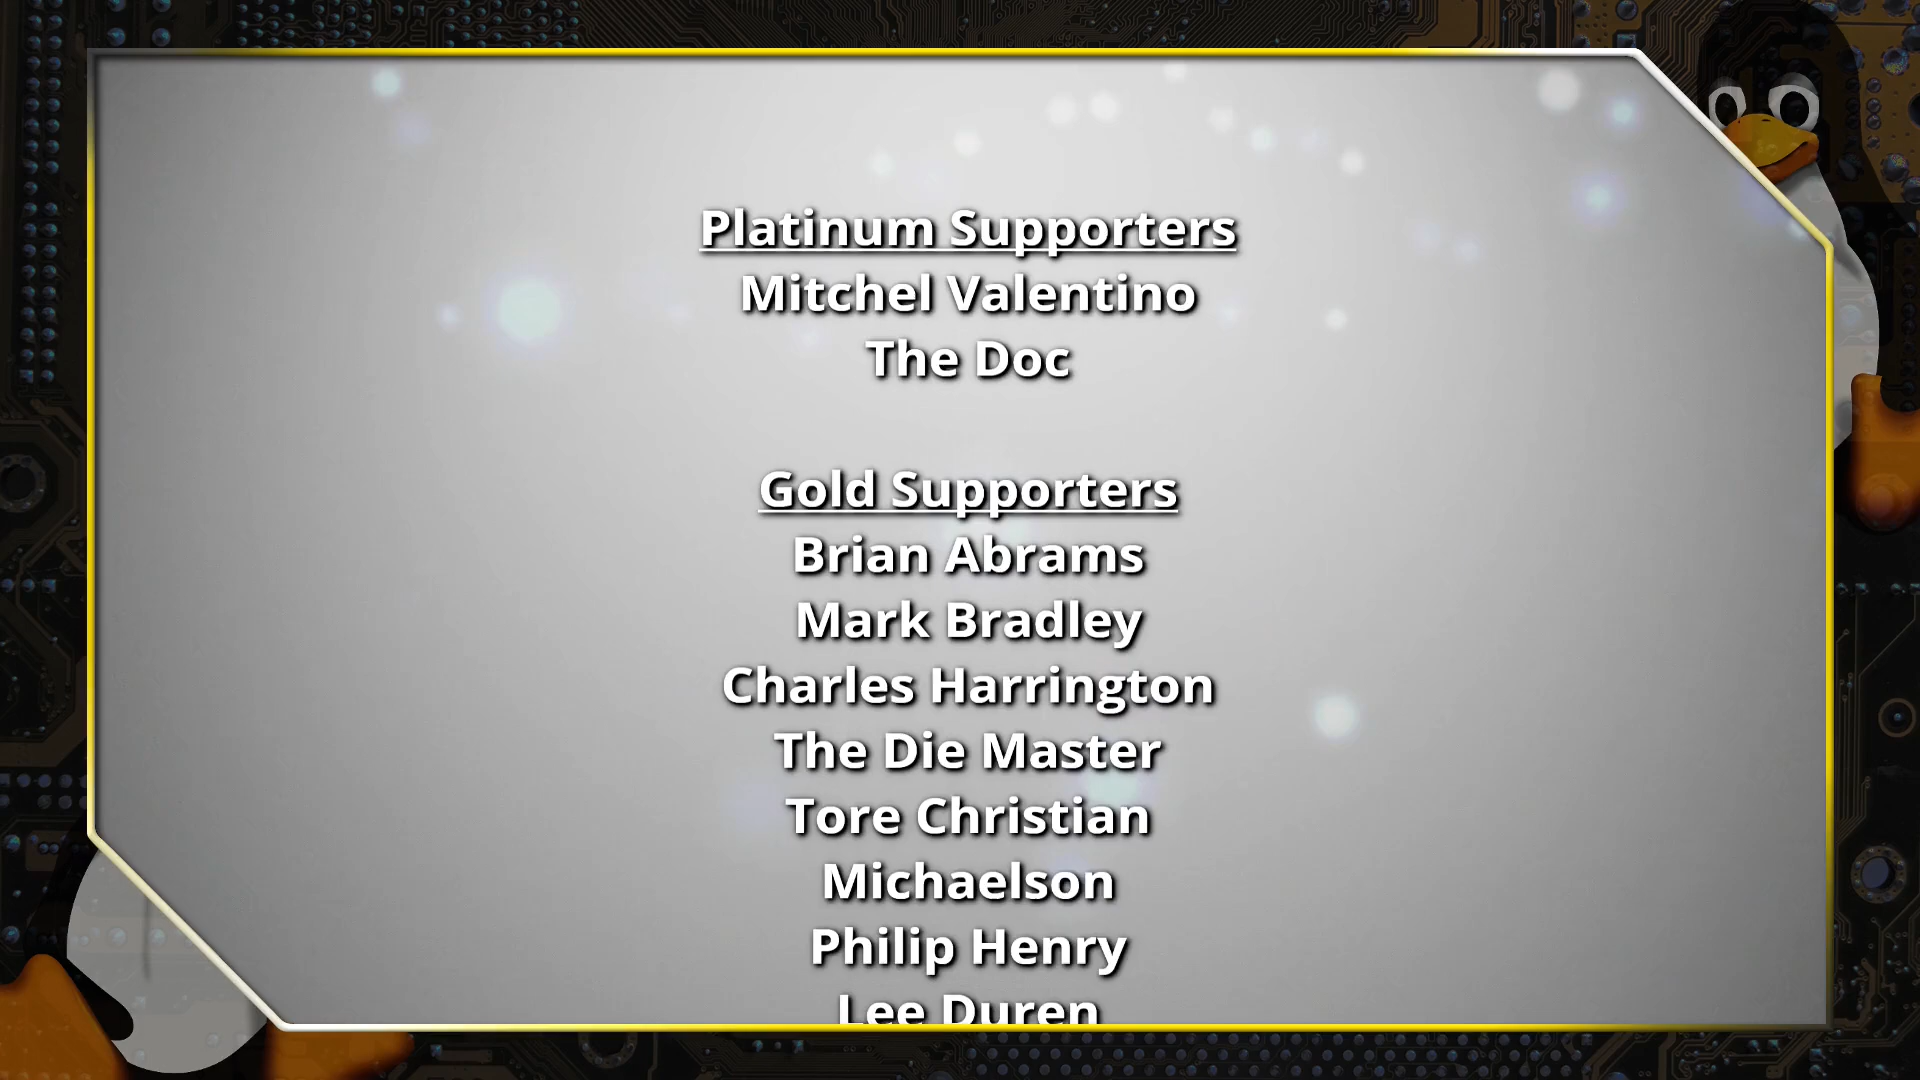 Platinum Supporters
Mitchel Valentino
The Doc
Gold Supporters
Brian Abrams
Mark Bradley
Charles Harrington
The Die Master
Tore Christian
Michaelson
Philip Henry
Lee Duren